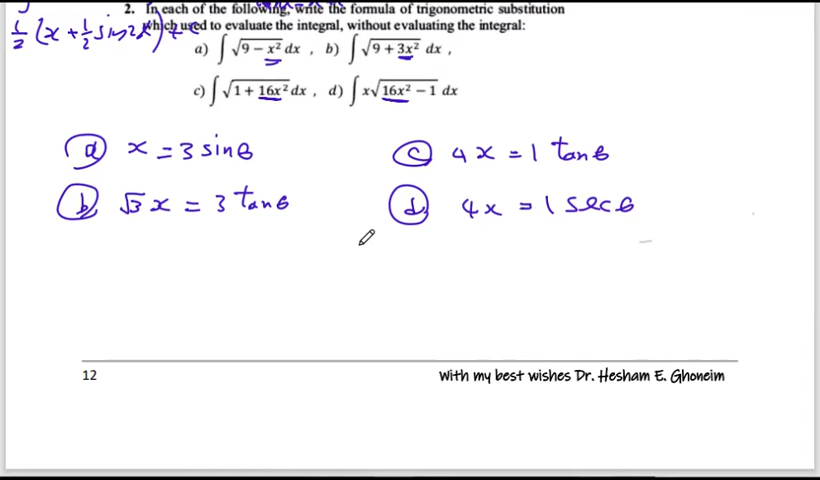 2. In each of the following, write the formula of trigonometric substitution
which used to evaluate the integral, without evaluating the integral:
½ (x + ½ sin 2x) + c
a) ∫ √(9 − x²) dx , b) ∫ √(9 + 3x²) dx ,
c) ∫ √(1 + 16x²) dx , d) ∫ x√(16x² − 1) dx
a x = 3 sinθ
b √3 x = 3 tanθ
c 4x = 1 tanθ
d 4x = 1 secθ
12
With my best wishes Dr. Hesham E. Ghoneim